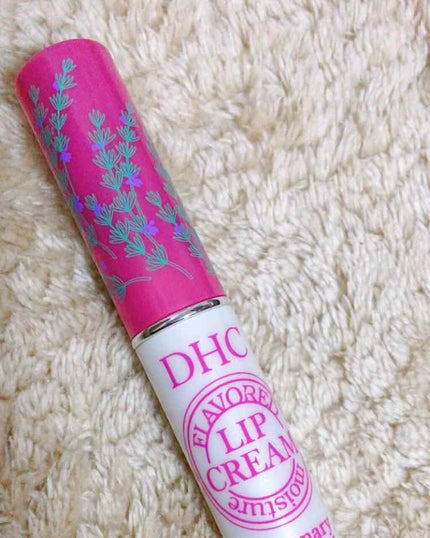 DHC
FLAVORED
LIP
CREAM
moisture